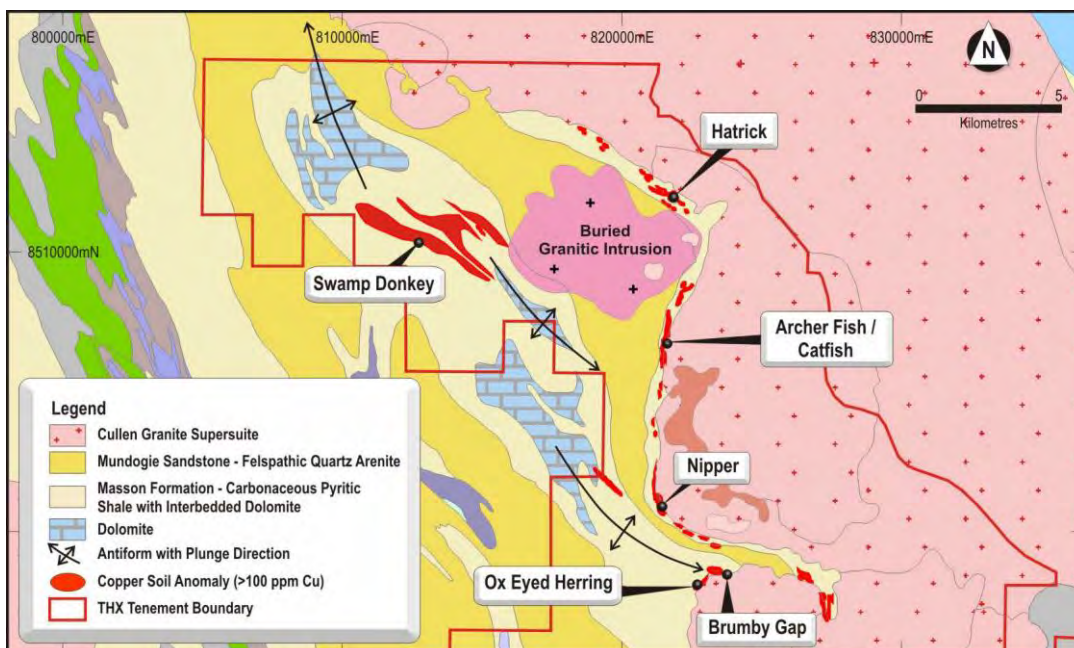 800000mE
810000mE
820000mE
830000mE
N
0
5
Kilometres
Hatrick
8510000mN
Buried
Granitic Intrusion
Swamp Donkey
Archer Fish /
Catfish
Legend
Cullen Granite Supersuite
Mundogie Sandstone - Felspathic Quartz Arenite
Masson Formation - Carbonaceous Pyritic
Shale with Interbedded Dolomite
Dolomite
Antiform with Plunge Direction
Copper Soil Anomaly (>100 ppm Cu)
THX Tenement Boundary
Nipper
Ox Eyed Herring
Brumby Gap